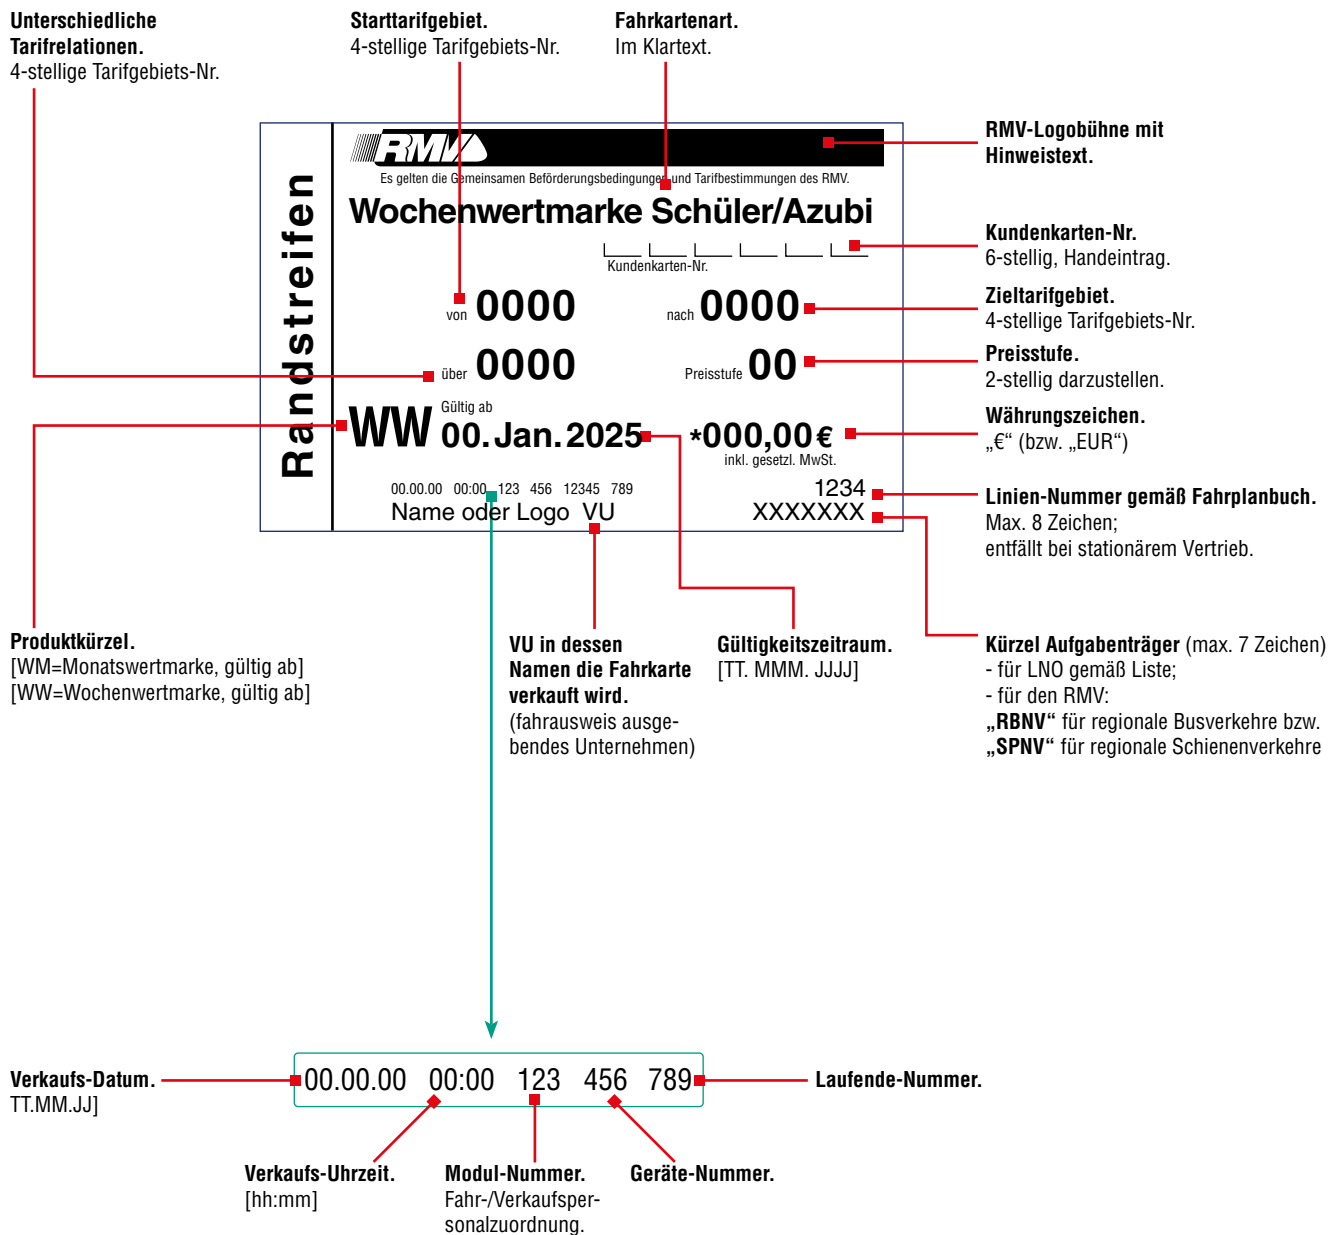 Unterschiedliche
Tarifrelationen.
4-stellige Tarifgebiets-Nr.
Starttarifgebiet.
4-stellige Tarifgebiets-Nr.
Fahrkartenart.
Im Klartext.
RMV-Logobühne mit
Hinweistext.
Kundenkarten-Nr.
6-stellig, Handeintrag.
Zieltarifgebiet.
4-stellige Tarifgebiets-Nr.
Preisstufe.
2-stellig darzustellen.
Währungszeichen.
„€“ (bzw. „EUR“)
Linien-Nummer gemäß Fahrplanbuch.
Max. 8 Zeichen;
entfällt bei stationärem Vertrieb.
Randstreifen
RMV
Es gelten die Gemeinsamen Beförderungsbedingungen und Tarifbestimmungen des RMV.
Wochenwertmarke Schüler/Azubi
Kundenkarten-Nr.
von 0000 nach 0000
über 0000 Preisstufe 00
Gültig ab
WW 00. Jan. 2025 *000,00 €
inkl. gesetzl. MwSt.
00.00.00 00:00 123 456 12345 789 1234
Name oder Logo VU XXXXXXX
Produktkürzel.
[WM=Monatswertmarke, gültig ab]
[WW=Wochenwertmarke, gültig ab]
VU in dessen
Namen die Fahrkarte
verkauft wird.
(fahrausweis ausge-
bendes Unternehmen)
Gültigkeitszeitraum.
[TT. MMM. JJJJ]
Kürzel Aufgabenträger (max. 7 Zeichen)
- für LNO gemäß Liste;
- für den RMV:
„RBNV“ für regionale Busverkehre bzw.
„SPNV“ für regionale Schienenverkehre
Verkaufs-Datum.
TT.MM.JJ]
00.00.00 00:00 123 456 789
Laufende-Nummer.
Verkaufs-Uhrzeit.
[hh:mm]
Modul-Nummer.
Fahr-/Verkaufsper-
sonalzuordnung.
Geräte-Nummer.